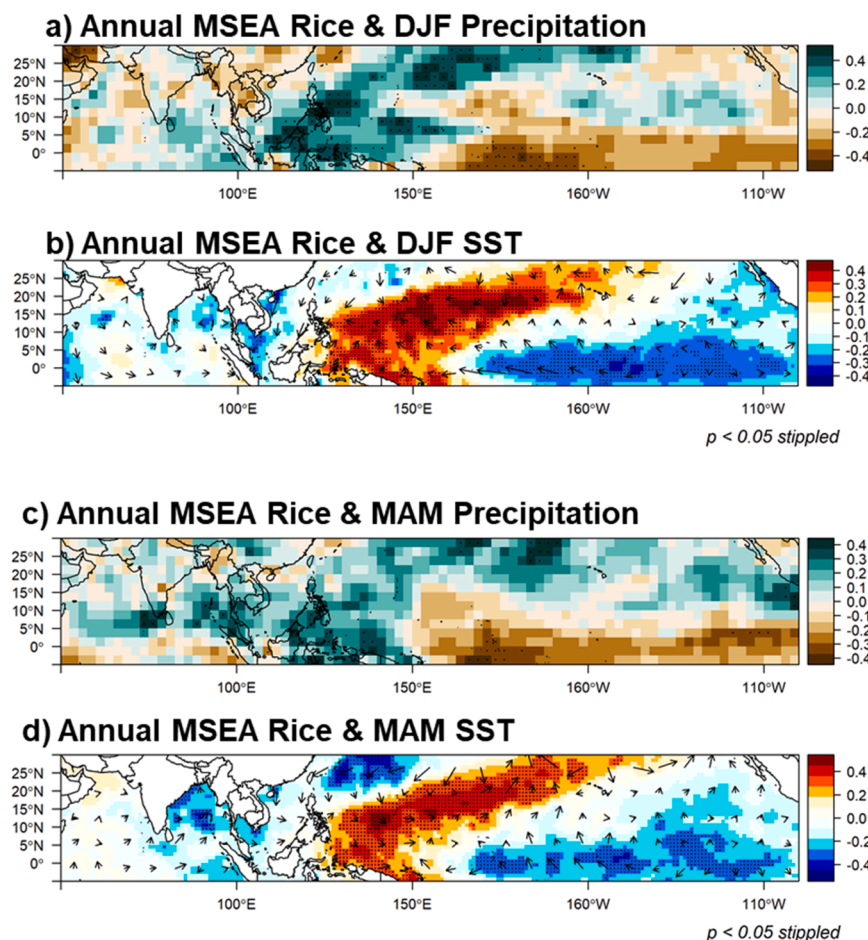 a) Annual MSEA Rice & DJF Precipitation
25°N
20°N
15°N
10°N
5°N
0°
0.4
0.2
0.0
-0.2
-0.4
100°E
150°E
160°W
110°W
b) Annual MSEA Rice & DJF SST
25°N
20°N
15°N
10°N
5°N
0°
0.4
0.3
0.2
0.1
0.0
-0.1
-0.2
-0.3
-0.4
100°E
150°E
160°W
110°W
p < 0.05 stippled
c) Annual MSEA Rice & MAM Precipitation
25°N
20°N
15°N
10°N
5°N
0°
0.4
0.3
0.2
0.1
0.0
-0.1
-0.2
-0.3
-0.4
100°E
150°E
160°W
110°W
d) Annual MSEA Rice & MAM SST
25°N
20°N
15°N
10°N
5°N
0°
0.4
0.2
0.0
-0.2
-0.4
100°E
150°E
160°W
110°W
p < 0.05 stippled